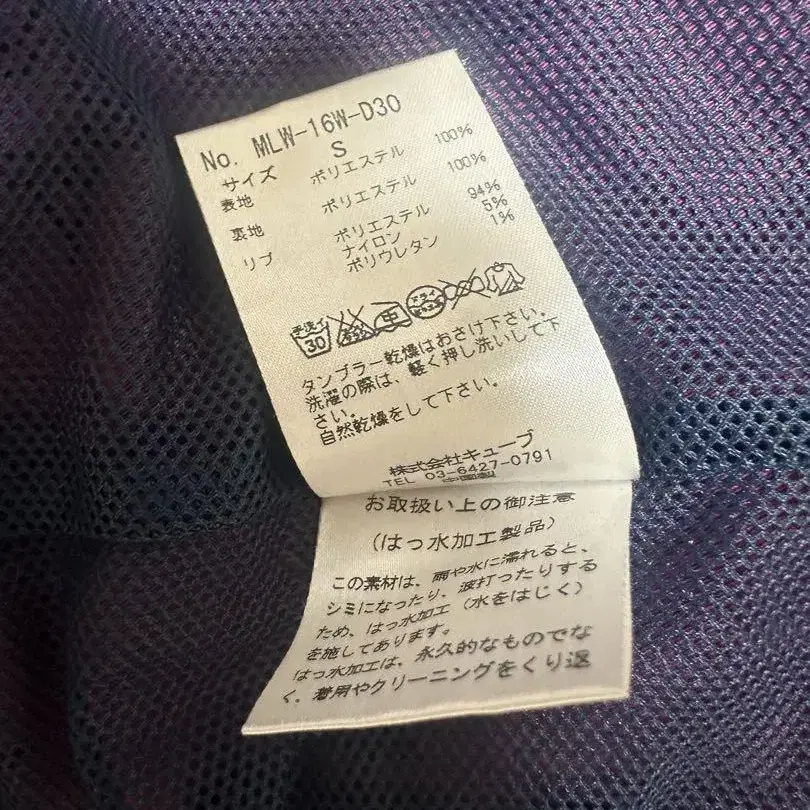 No. MLW-16W-D30
サイズ S
表地 ポリエステル 100%
裏地 ポリエステル 100%
リブ ポリエステル 94%
ナイロン 5%
ポリウレタン 1%
手洗イ
30
中
タンブラー乾燥はおさけ下さい。
洗濯の際は、軽く押し洗いして下
さい。
自然乾燥をして下さい。
株式会社キューブ
TEL 03-6427-0791
中国製
お取扱い上の御注意
(はっ水加工製品)
この素材は、雨や水に濡れると、
シミになったり、波打ったりする
ため、はっ水加工(水をはじく)
を施してあります。
はっ水加工は、永久的なものでな
く、着用やクリーニングをくり返